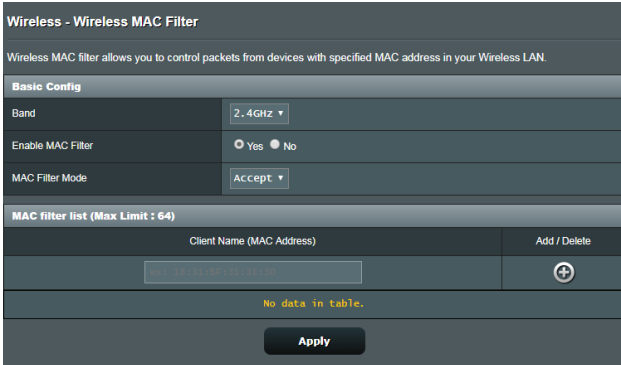 Wireless - Wireless MAC Filter
Wireless MAC filter allows you to control packets from devices with specified MAC address in your Wireless LAN.
Basic Config
Band 2.4GHz
Enable MAC Filter Yes No
MAC Filter Mode Accept
MAC filter list (Max Limit : 64)
Client Name (MAC Address) Add / Delete
No data in table.
Apply